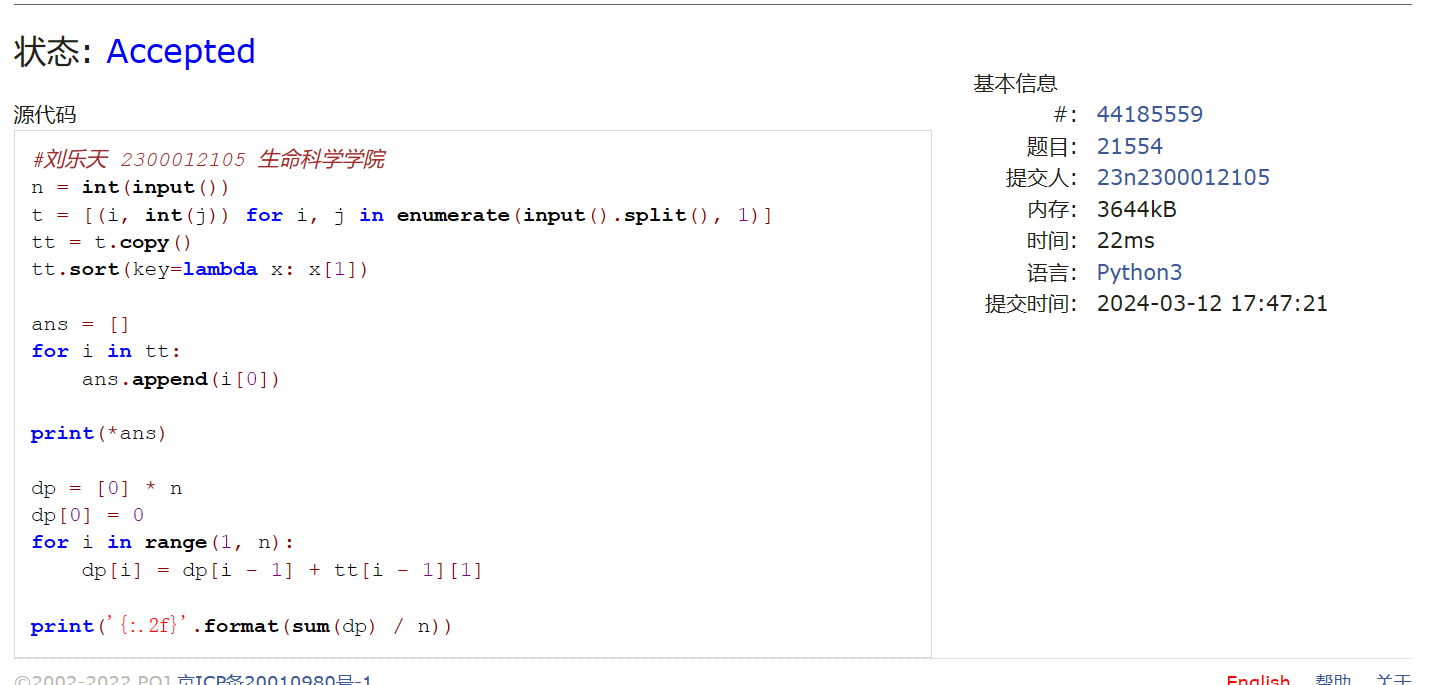 状态: Accepted
源代码
#刘乐天 2300012105 生命科学学院
n = int(input())
t = [(i, int(j)) for i, j in enumerate(input().split(), 1)]
tt = t.copy()
tt.sort(key=lambda x: x[1])
ans = []
for i in tt:
    ans.append(i[0])
print(*ans)
dp = [0] * n
dp[0] = 0
for i in range(1, n):
    dp[i] = dp[i - 1] + tt[i - 1][1]
print('{:.2f}'.format(sum(dp) / n))
基本信息
#: 44185559
题目: 21554
提交人: 23n2300012105
内存: 3644kB
时间: 22ms
语言: Python3
提交时间: 2024-03-12 17:47:21
©2002-2022 POJ 京ICP备20010980号-1
English 帮助 关于